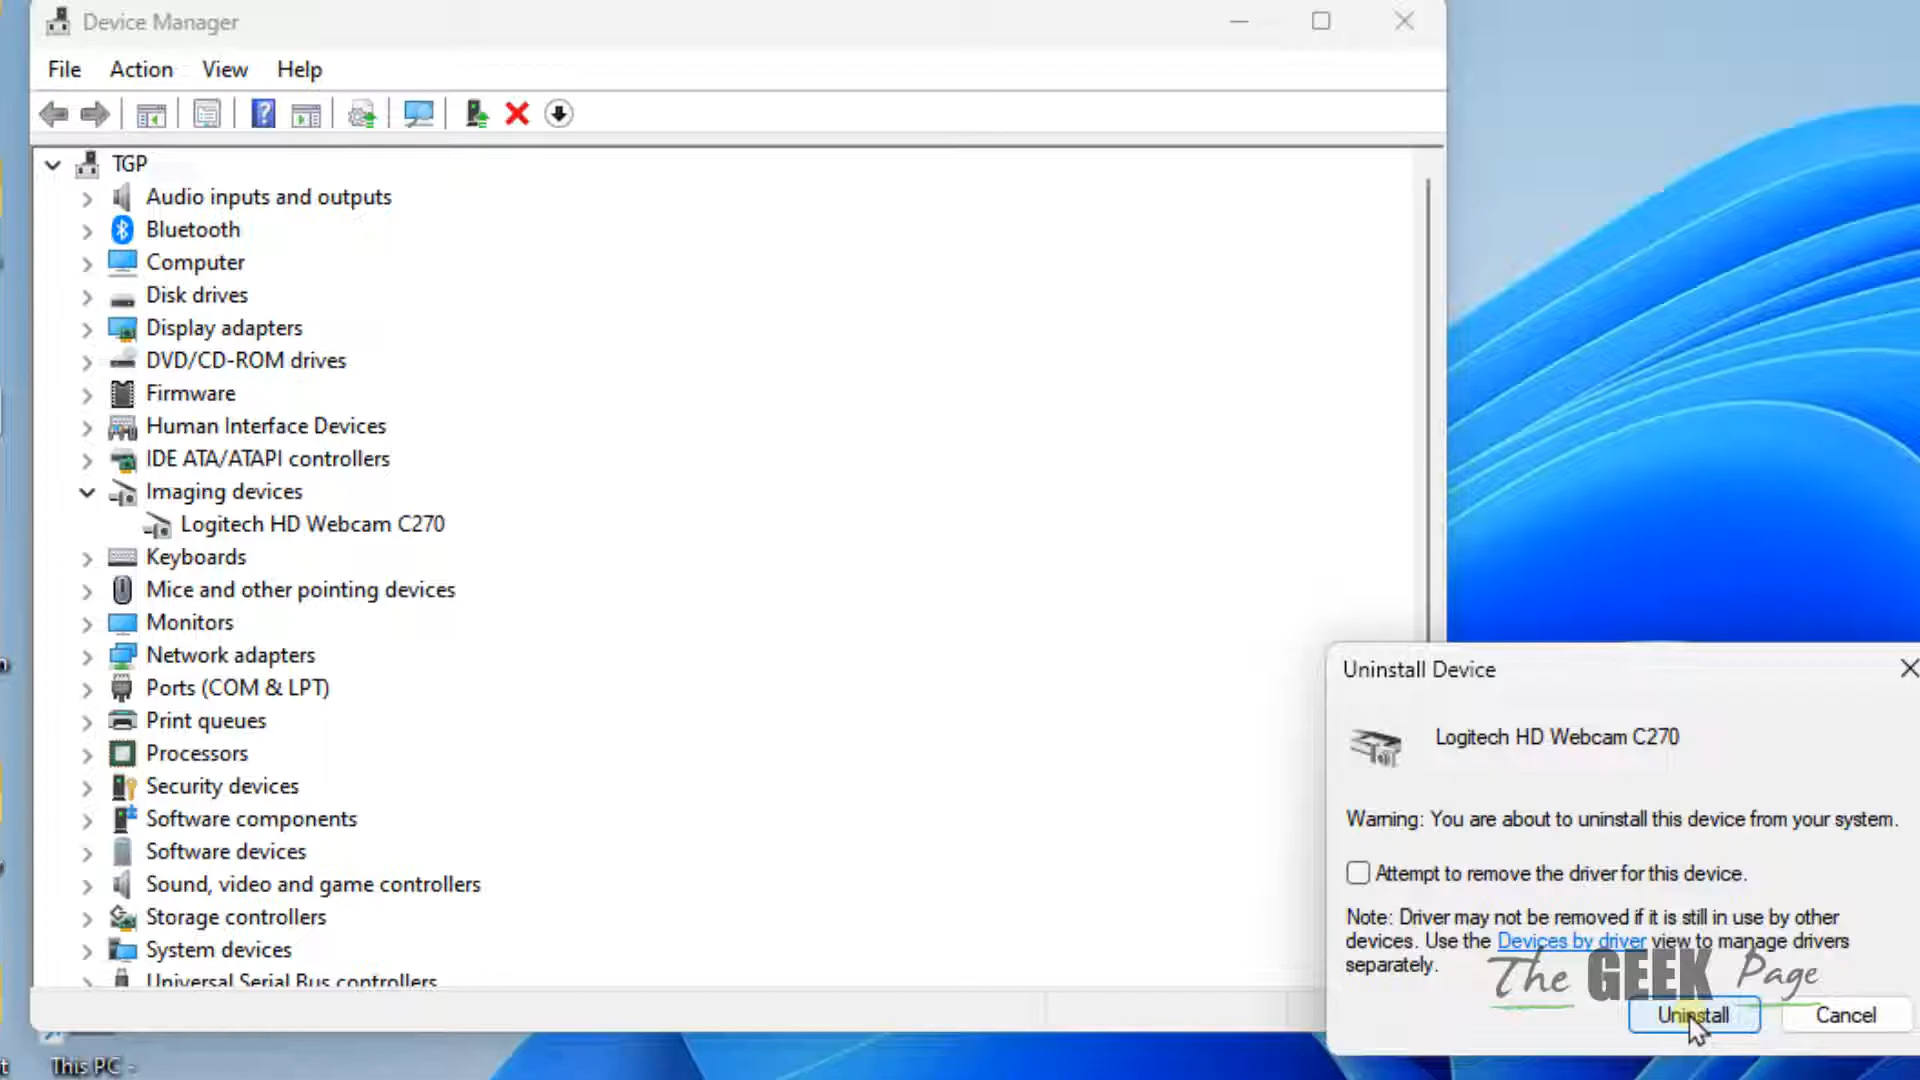 Device Manager
File Action View Help
TGP
Audio inputs and outputs
Bluetooth
Computer
Disk drives
Display adapters
DVD/CD-ROM drives
Firmware
Human Interface Devices
IDE ATA/ATAPI controllers
Imaging devices
Logitech HD Webcam C270
Keyboards
Mice and other pointing devices
Monitors
Network adapters
Ports (COM & LPT)
Print queues
Processors
Security devices
Software components
Software devices
Sound, video and game controllers
Storage controllers
System devices
Universal Serial Bus controllers
Uninstall Device
Logitech HD Webcam C270
Warning: You are about to uninstall this device from your system.
Attempt to remove the driver for this device.
Note: Driver may not be removed if it is still in use by other
devices. Use the Devices by driver view to manage drivers
separately.
The GEEK Page
Uninstall Cancel
This PC -